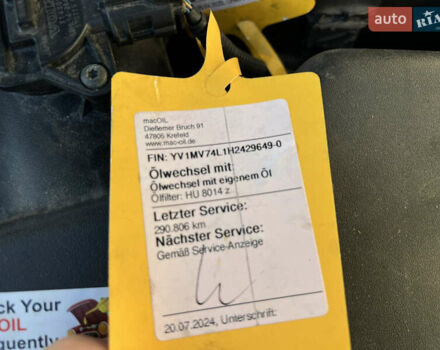 auto RIA
macOIL
Dießemer Bruch 91
47805 Krefeld
www.mac-oil.de
FIN: YV1MV74L1H2429649-0
Ölwechsel mit:
Ölwechsel mit eigenem Öl
Ölfilter: HU 8014 z
Letzter Service:
290.806 km
Nächster Service:
Gemäß Service-Anzeige
20.07.2024, Unterschrift:
ck Your
OIL
quently